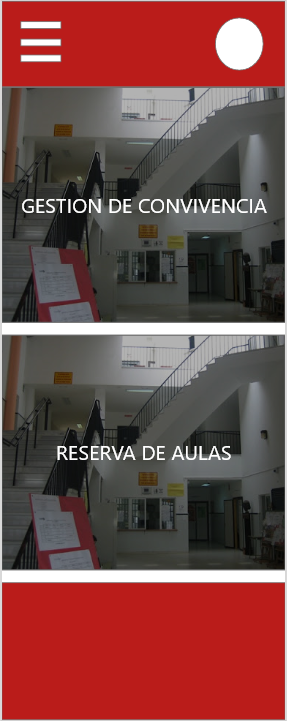 GESTION DE CONVIVENCIA
RESERVA DE AULAS